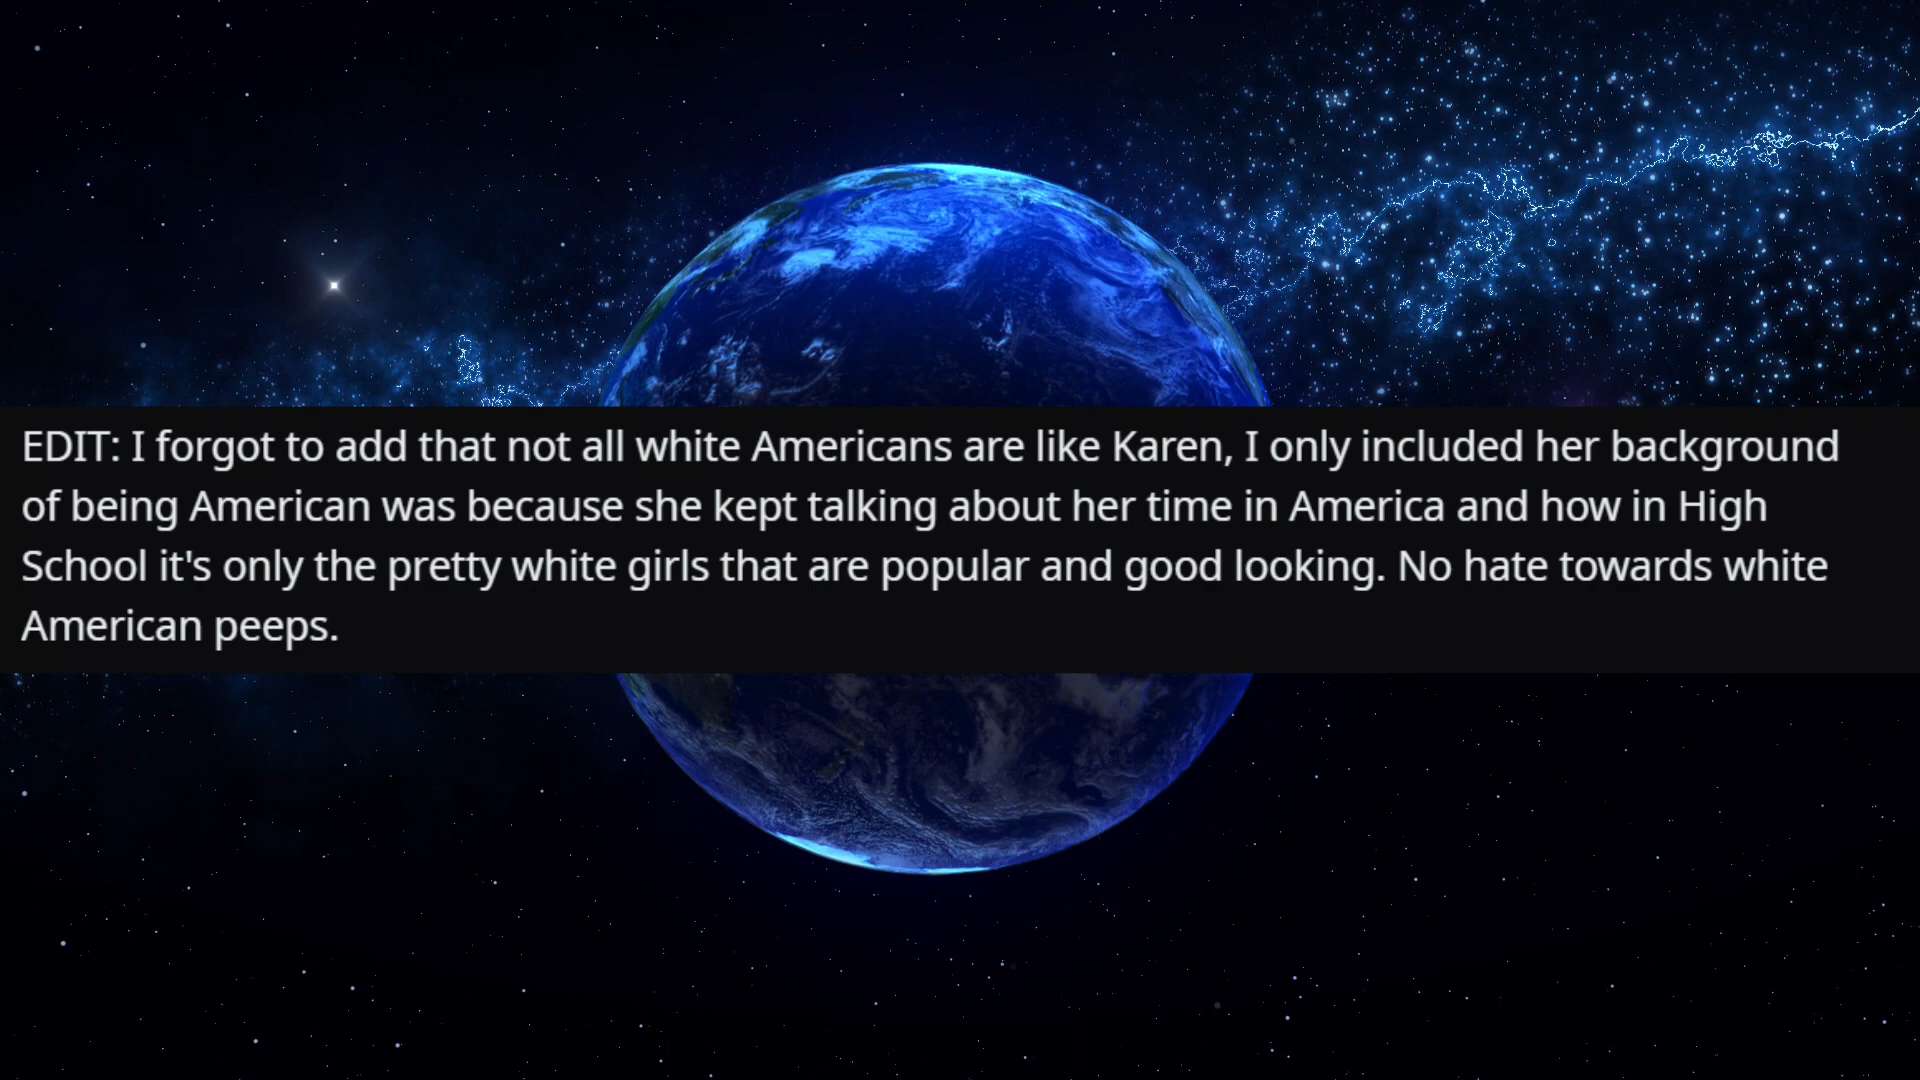 EDIT: I forgot to add that not all white Americans are like Karen, I only included her background
of being American was because she kept talking about her time in America and how in High
School it's only the pretty white girls that are popular and good looking. No hate towards white
American peeps.